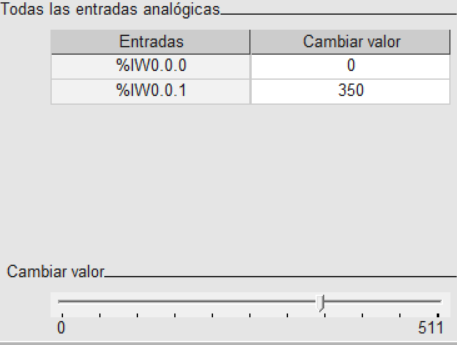 Todas las entradas analógicas
Entradas Cambiar valor
%IW0.0.0 0
%IW0.0.1 350
Cambiar valor
0 511